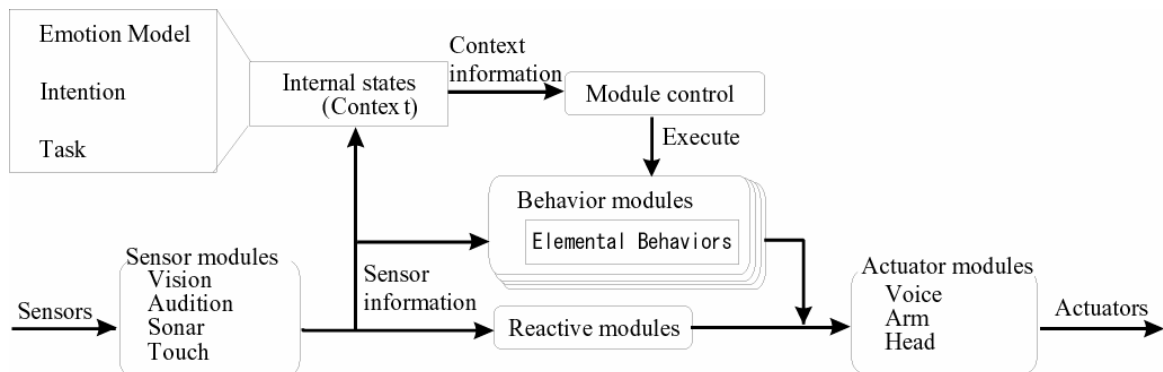 Emotion Model
Intention
Task
Internal states
(Context)
Context
information
Module control
Execute
Behavior modules
Elemental Behaviors
Sensors
Sensor modules
Vision
Audition
Sonar
Touch
Sensor
information
Reactive modules
Actuator modules
Voice
Arm
Head
Actuators